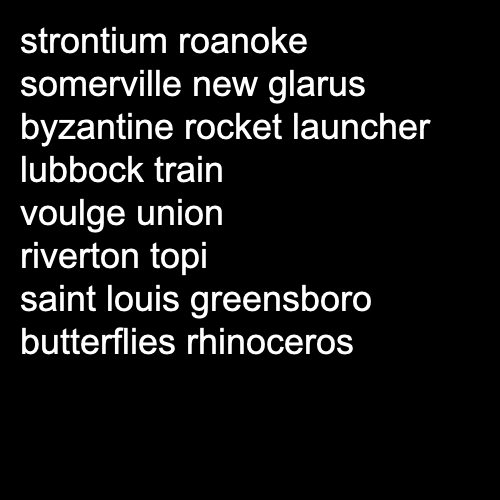 strontium roanoke
somerville new glarus
byzantine rocket launcher
lubbock train
voulge union
riverton topi
saint louis greensboro
butterflies rhinoceros